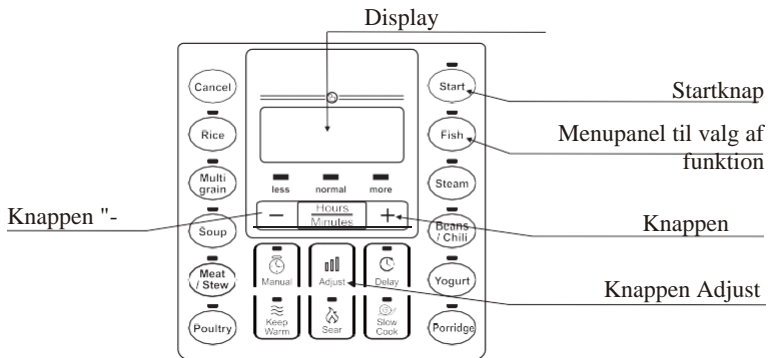 Display
Cancel
Start
Startknap
Rice
Fish
Menupanel til valg af
funktion
Multi
grain
less normal more
Steam
Knappen "-
− Hours
Minutes +
Soup
Beans
/ Chili
Knappen
Meat
/ Stew
Manual Adjust Delay
Yogurt
Knappen Adjust
Poultry
Keep
Warm
Sear
Slow
Cook
Porridge